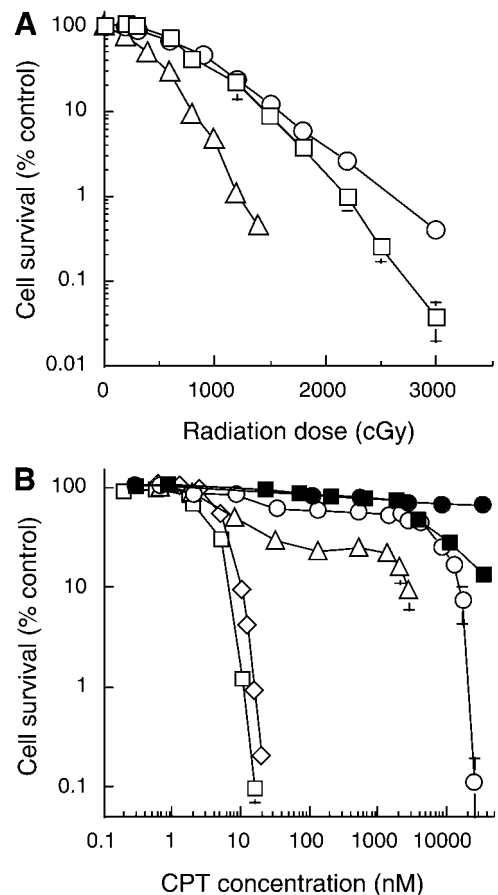 A
100
10
1
0.1
0.01
Cell survival (% control)
0 1000 2000 3000
Radiation dose (cGy)
B
100
10
1
0.1
Cell survival (% control)
0.1 1 10 100 1000 10000
CPT concentration (nM)